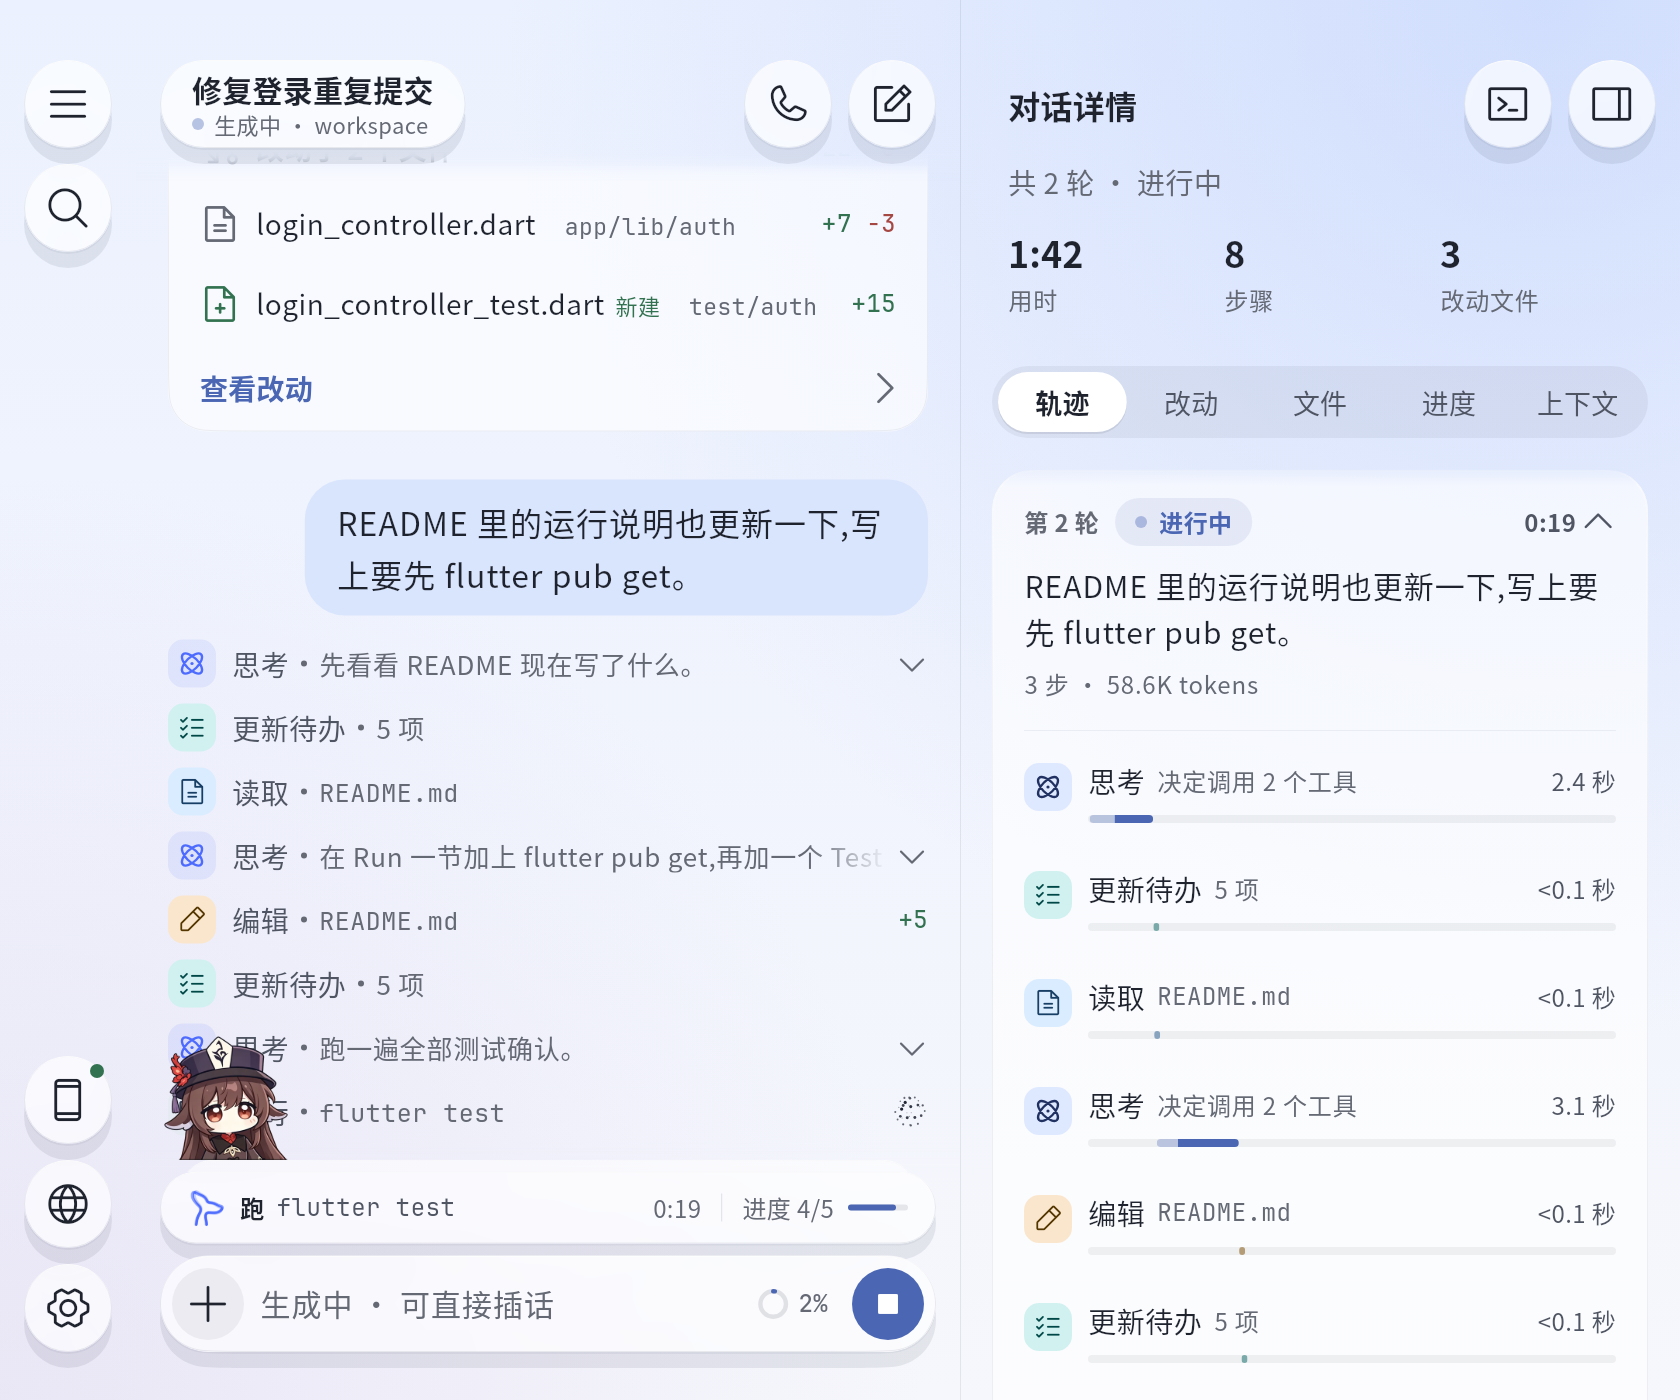 修复登录重复提交
生成中 · workspace
login_controller.dart app/lib/auth +7 -3
login_controller_test.dart 新建 test/auth +15
查看改动
README 里的运行说明也更新一下,写
上要先 flutter pub get。
思考 · 先看看 README 现在写了什么。
更新待办 · 5 项
读取 · README.md
思考 · 在 Run 一节加上 flutter pub get,再加一个 Test
编辑 · README.md +5
更新待办 · 5 项
思考 · 跑一遍全部测试确认。
· flutter test
跑 flutter test 0:19 进度 4/5
生成中 · 可直接插话 2%
对话详情
共 2 轮 · 进行中
1:42 8 3
用时 步骤 改动文件
轨迹 改动 文件 进度 上下文
第 2 轮 进行中 0:19
README 里的运行说明也更新一下,写上要
先 flutter pub get。
3 步 · 58.6K tokens
思考 决定调用 2 个工具 2.4 秒
更新待办 5 项 <0.1 秒
读取 README.md <0.1 秒
思考 决定调用 2 个工具 3.1 秒
编辑 README.md <0.1 秒
更新待办 5 项 <0.1 秒